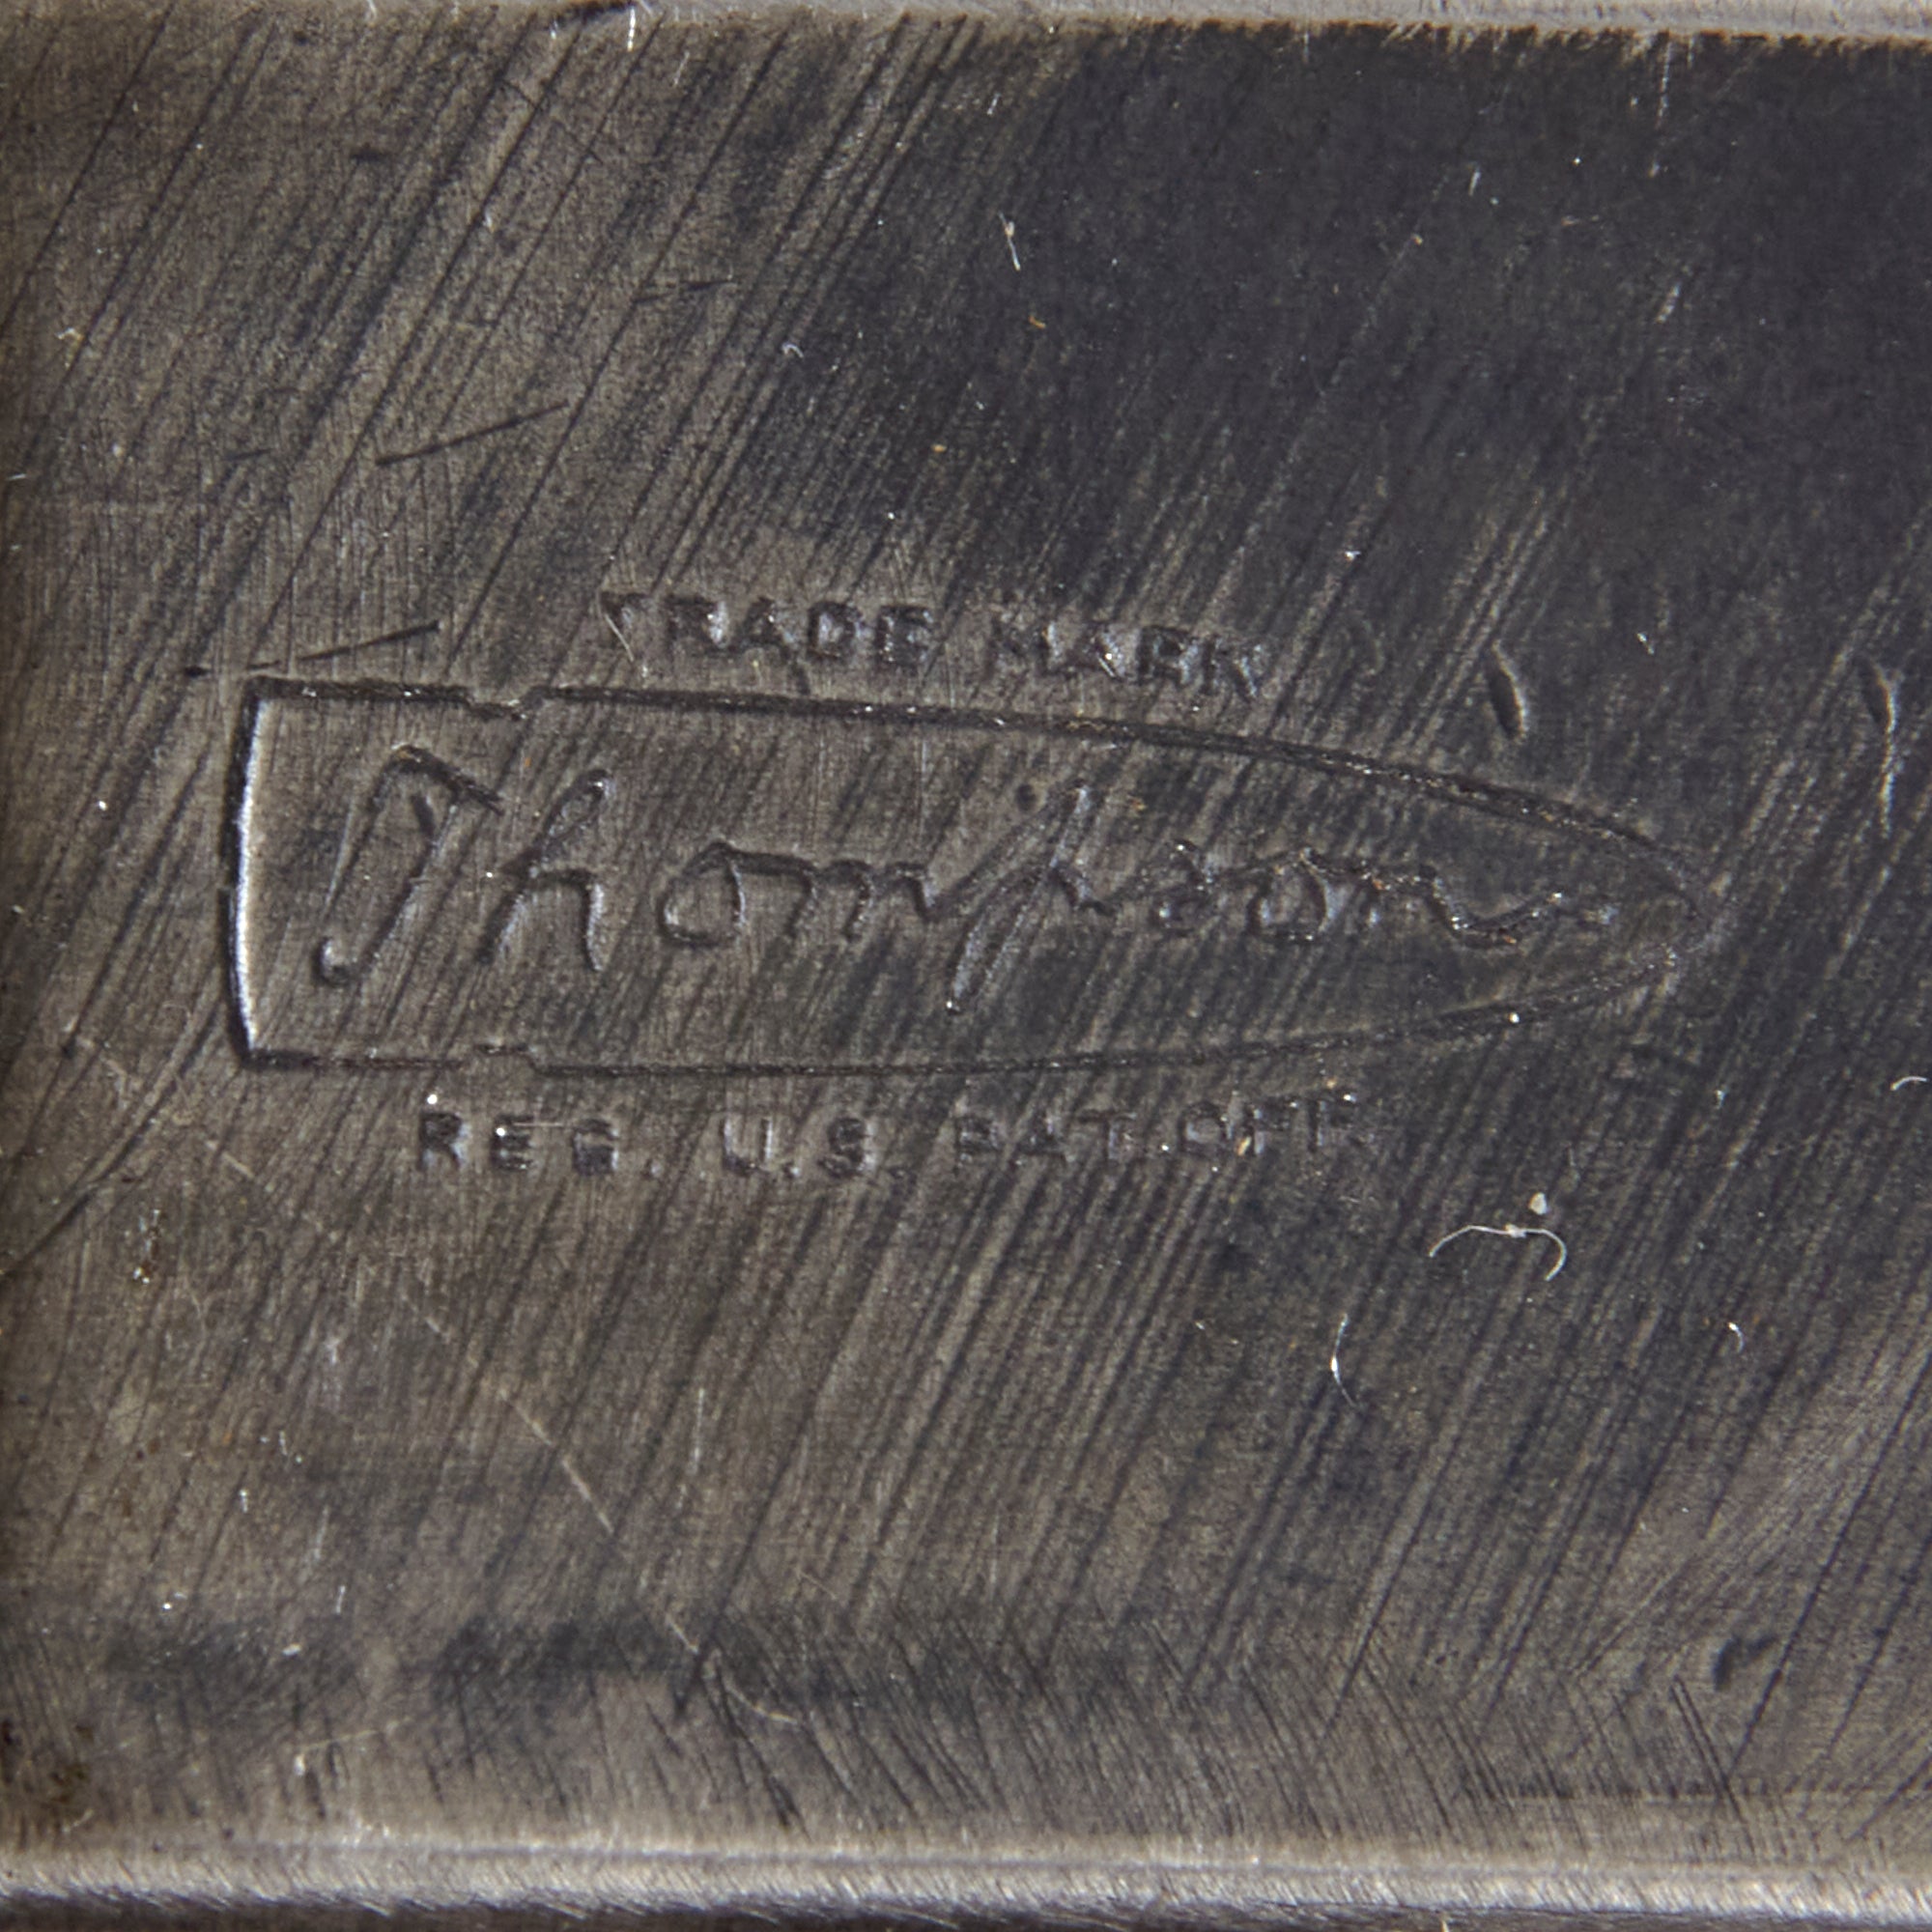 TRADE MARK
Thompson
REG. U.S. PAT. OFF.